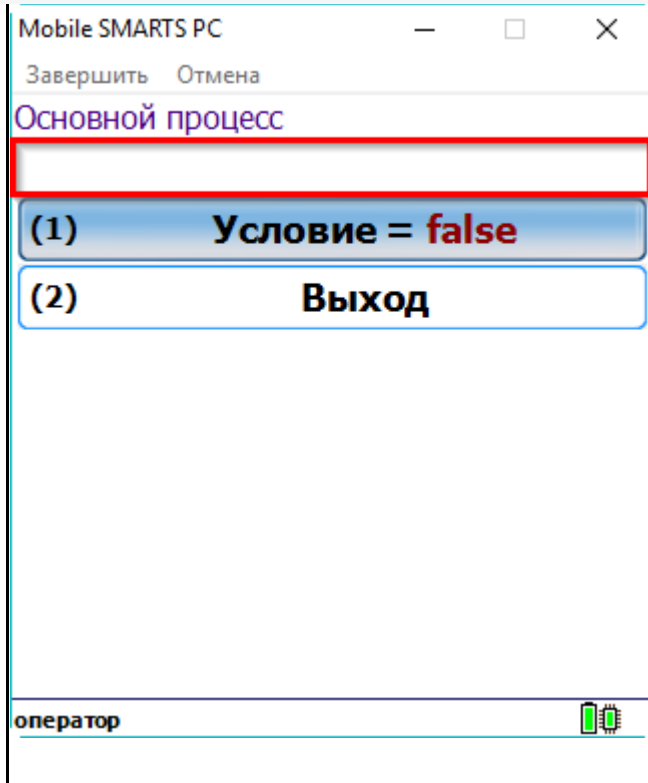 Mobile SMARTS PC
Завершить Отмена
Основной процесс
(1) Условие = false
(2) Выход
оператор